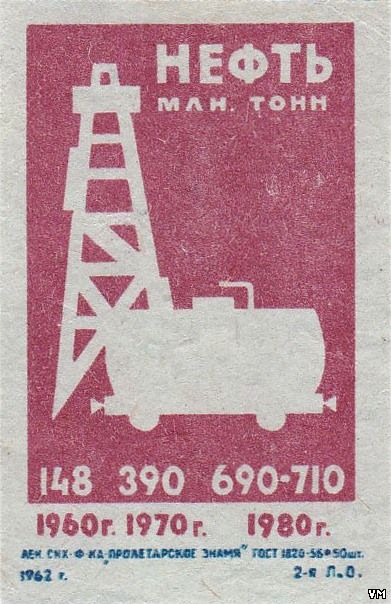 НЕФТЬ
МЛН. ТОНН
148 390 690-710
1960г. 1970г. 1980г.
ЛЕН. СПИЧ. Ф-КА „ПРОЛЕТАРСКОЕ ЗНАМЯ" ГОСТ 1820-56 * 50шт.
1962 г. 2-я Л.О.
VM